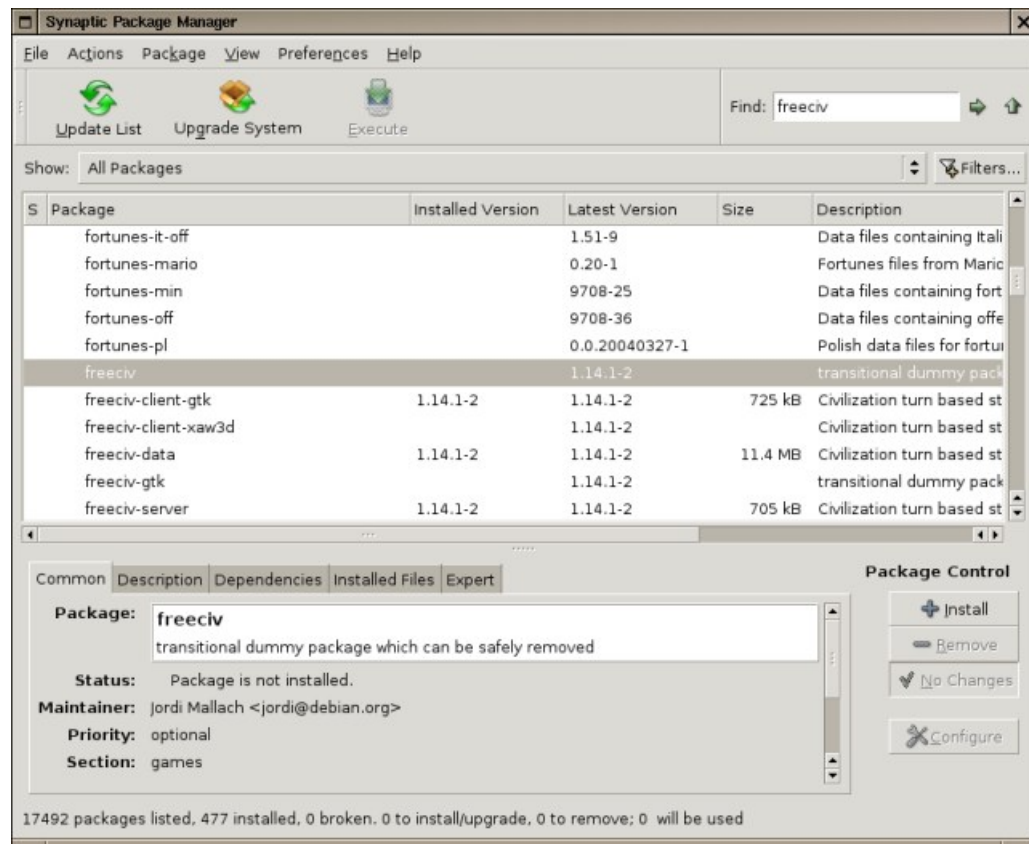 Synaptic Package Manager
File Actions Package View Preferences Help
Update List Upgrade System Execute
Find: freeciv
Show: All Packages Filters...
S Package Installed Version Latest Version Size Description
fortunes-it-off 1.51-9 Data files containing Itali
fortunes-mario 0.20-1 Fortunes files from Maric
fortunes-min 9708-25 Data files containing fort
fortunes-off 9708-36 Data files containing offe
fortunes-pl 0.0.20040327-1 Polish data files for fortu
freeciv 1.14.1-2 transitional dummy pack
freeciv-client-gtk 1.14.1-2 1.14.1-2 725 kB Civilization turn based st
freeciv-client-xaw3d 1.14.1-2 Civilization turn based st
freeciv-data 1.14.1-2 1.14.1-2 11.4 MB Civilization turn based st
freeciv-gtk 1.14.1-2 transitional dummy pack
freeciv-server 1.14.1-2 1.14.1-2 705 kB Civilization turn based st
Common Description Dependencies Installed Files Expert
Package: freeciv
transitional dummy package which can be safely removed
Status: Package is not installed.
Maintainer: Jordi Mallach <jordi@debian.org>
Priority: optional
Section: games
Package Control
Install
Remove
No Changes
Configure
17492 packages listed, 477 installed, 0 broken. 0 to install/upgrade, 0 to remove; 0 will be used